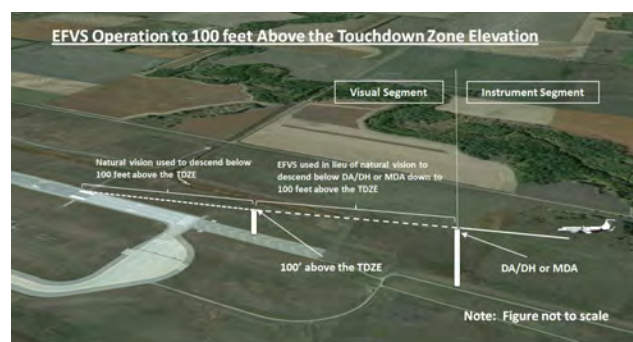 EFVS Operation to 100 feet Above the Touchdown Zone Elevation
Visual Segment
Instrument Segment
Natural vision used to descend below
100 feet above the TDZE
EFVS used in lieu of natural vision to
descend below DA/DH or MDA down to
100 feet above the TDZE
100' above the TDZE
DA/DH or MDA
Note: Figure not to scale